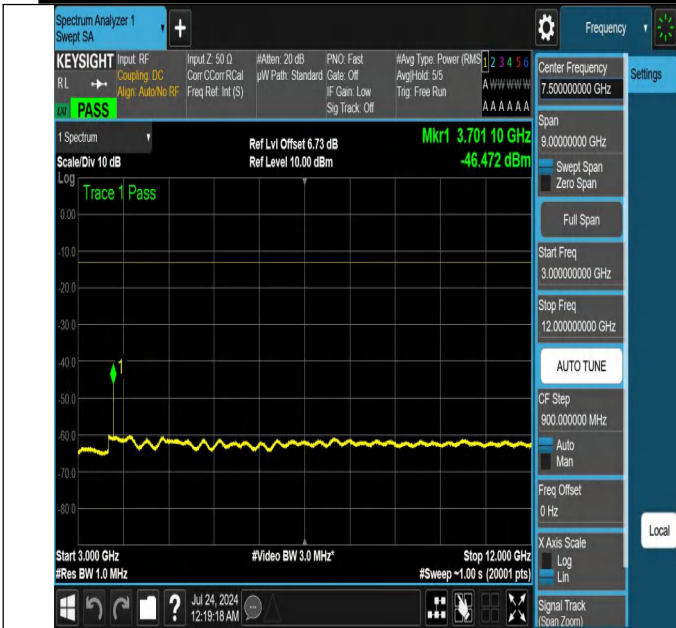 Spectrum Analyzer 1
Swept SA
+
Frequency
KEYSIGHT
RL
PASS
Input: RF
Coupling: DC
Align: Auto/No RF
Input Z: 50 Ω
Corr CCorr RCal
Freq Ref: Int (S)
#Atten: 20 dB
µW Path: Standard
PNO: Fast
Gate: Off
IF Gain: Low
Sig Track: Off
#Avg Type: Power (RMS
Avg|Hold: 5/5
Trig: Free Run
1 2 3 4 5 6
A W W W W W
A A A A A A
Center Frequency
7.500000000 GHz
Settings
Span
9.00000000 GHz
Swept Span
Zero Span
Full Span
Start Freq
3.000000000 GHz
Stop Freq
12.000000000 GHz
AUTO TUNE
CF Step
900.000000 MHz
Auto
Man
Freq Offset
0 Hz
X Axis Scale
Log
Lin
Signal Track
(Span Zoom)
Local
1 Spectrum
Scale/Div 10 dB
Log
Ref Lvl Offset 6.73 dB
Ref Level 10.00 dBm
Mkr1 3.701 10 GHz
-46.472 dBm
Trace 1 Pass
0.00
-10.0
-20.0
-30.0
-40.0
-50.0
-60.0
-70.0
-80.0
1
Start 3.000 GHz
#Res BW 1.0 MHz
#Video BW 3.0 MHz*
Stop 12.000 GHz
#Sweep ~1.00 s (20001 pts)
?
Jul 24, 2024
12:19:18 AM